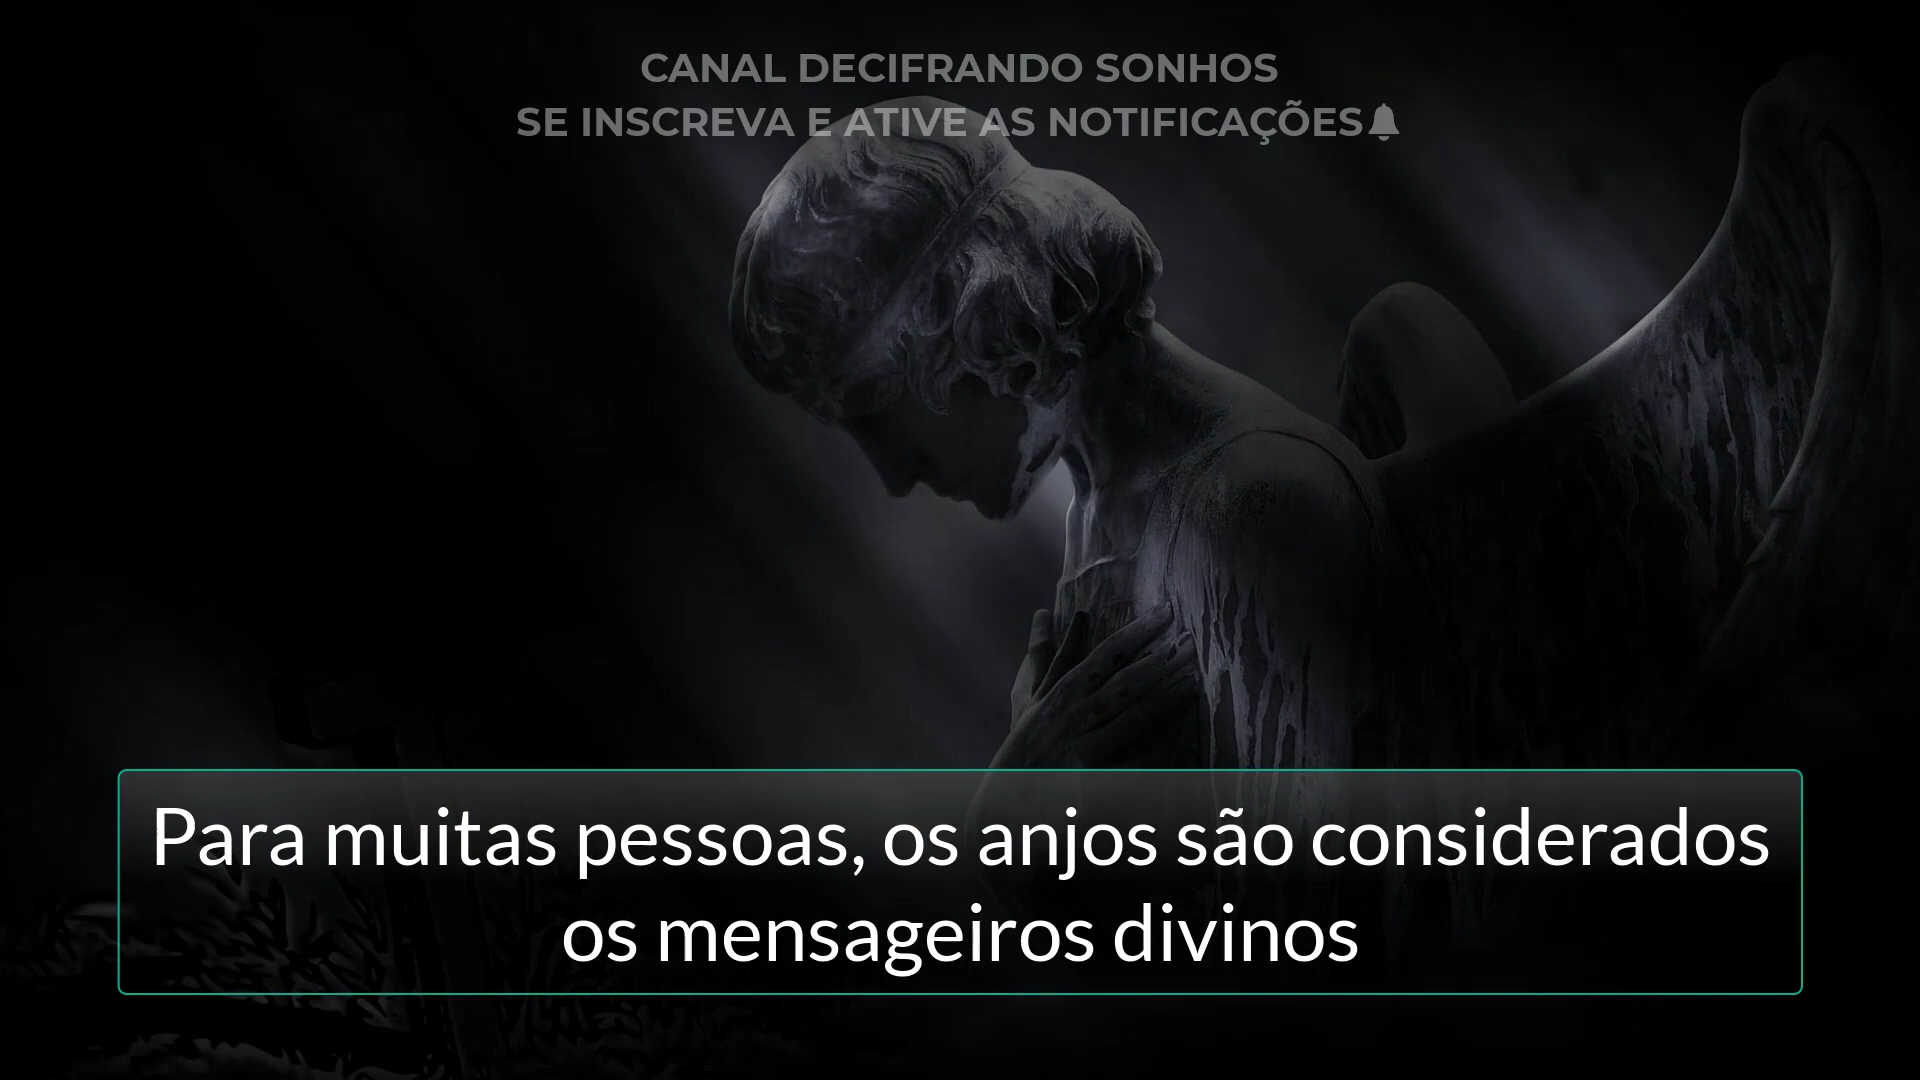 CANAL DECIFRANDO SONHOS
SE INSCREVA E ATIVE AS NOTIFICAÇÕES
Para muitas pessoas, os anjos são considerados
os mensageiros divinos